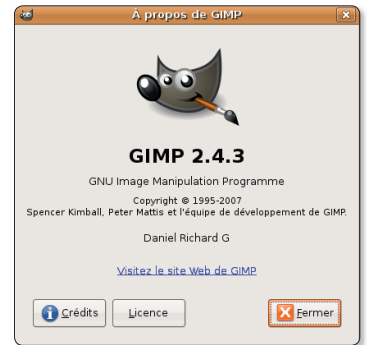 À propos de GIMP
GIMP 2.4.3
GNU Image Manipulation Programme
Copyright © 1995-2007
Spencer Kimball, Peter Mattis et l'équipe de développement de GIMP.
Daniel Richard G
Visitez le site Web de GIMP
Crédits
Licence
Fermer